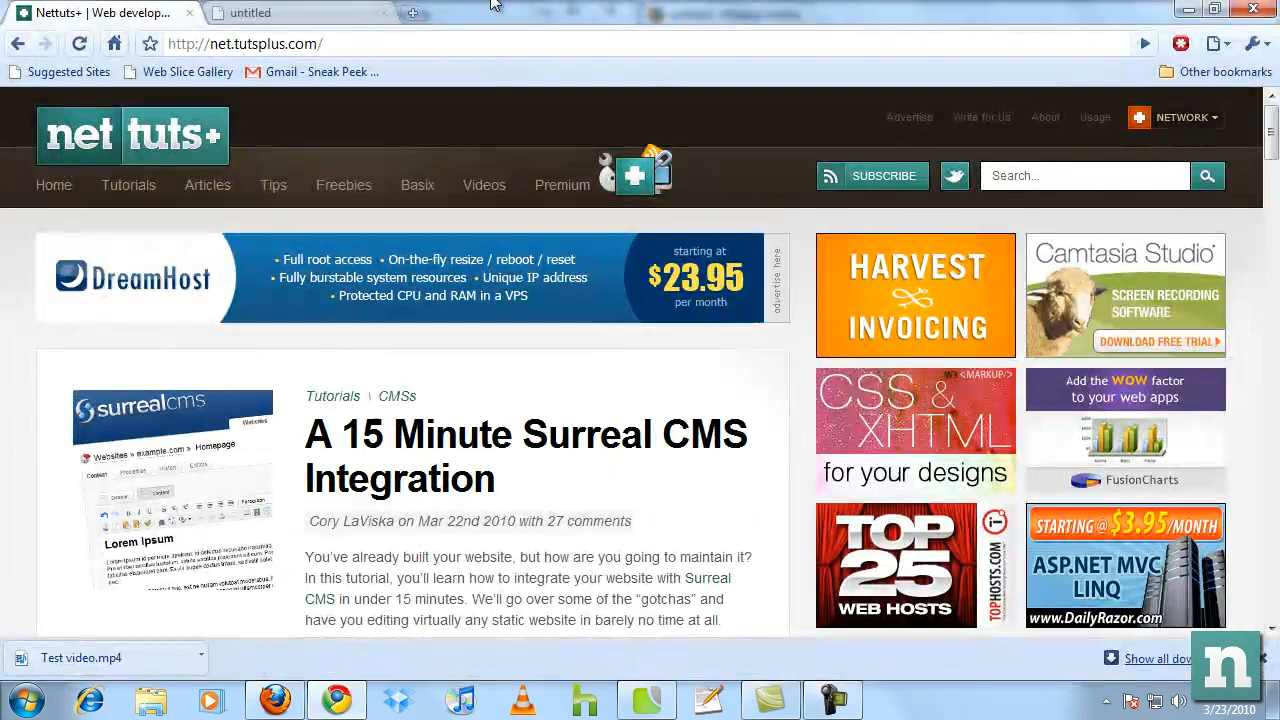 Nettuts+ | Web develop...
untitled
http://net.tutsplus.com/
Suggested Sites
Web Slice Gallery
Gmail - Sneak Peek ...
Other bookmarks
net tuts+
Advertise
Write for Us
About
Usage
NETWORK
Home
Tutorials
Articles
Tips
Freebies
Basix
Videos
Premium
SUBSCRIBE
Search...
DreamHost
• Full root access • On-the-fly resize / reboot / reset
• Fully burstable system resources • Unique IP address
• Protected CPU and RAM in a VPS
starting at
$23.95
per month
advertise here
HARVEST
INVOICING
Camtasia Studio
SCREEN RECORDING
SOFTWARE
DOWNLOAD FREE TRIAL
surrealcms
Websites
Websites » example.com » Homepage
Content
Lorem Ipsum
Tutorials \ CMSs
A 15 Minute Surreal CMS
Integration
Cory LaViska on Mar 22nd 2010 with 27 comments
You’ve already built your website, but how are you going to maintain it?
In this tutorial, you’ll learn how to integrate your website with Surreal
CMS in under 15 minutes. We’ll go over some of the “gotchas” and
have you editing virtually any static website in barely no time at all.
W3 <MARKUP/>
CSS &
XHTML
for your designs
Add the WOW factor
to your web apps
FusionCharts
TOP
25
WEB HOSTS
TOPHOSTS.COM
STARTING @ $3.95/MONTH
ASP.NET MVC
LINQ
www.DailyRazor.com
Test video.mp4
Show all dow
n
3/23/2010